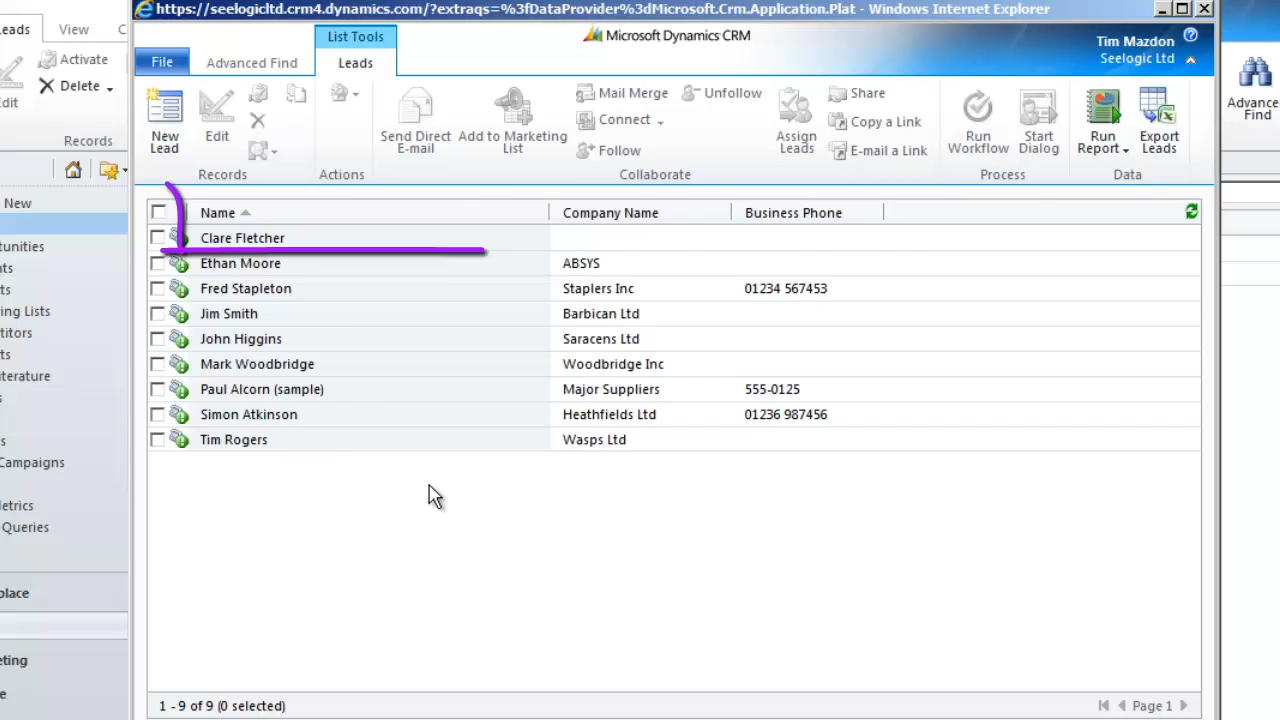 https://seelogicltd.crm4.dynamics.com/?extraqs=%3fDataProvider%3dMicrosoft.Crm.Application.Plat - Windows Internet Explorer
List Tools
Microsoft Dynamics CRM
Tim Mazdon
Seelogic Ltd
File
Advanced Find
Leads
View
Activate
Delete
Records
New
New Lead
Edit
Records
Actions
Send Direct E-mail
Add to Marketing List
Mail Merge
Connect
Follow
Unfollow
Collaborate
Assign Leads
Share
Copy a Link
E-mail a Link
Run Workflow
Start Dialog
Process
Run Report
Export Leads
Data
Advance
Find
Name Company Name Business Phone
Clare Fletcher
Ethan Moore ABSYS
Fred Stapleton Staplers Inc 01234 567453
Jim Smith Barbican Ltd
John Higgins Saracens Ltd
Mark Woodbridge Woodbridge Inc
Paul Alcorn (sample) Major Suppliers 555-0125
Simon Atkinson Heathfields Ltd 01236 987456
Tim Rogers Wasps Ltd
eads
dit
tunities
nts
ts
ing Lists
titors
ts
iterature
s
Campaigns
letrics
Queries
place
eting
e
1 - 9 of 9 (0 selected)
Page 1